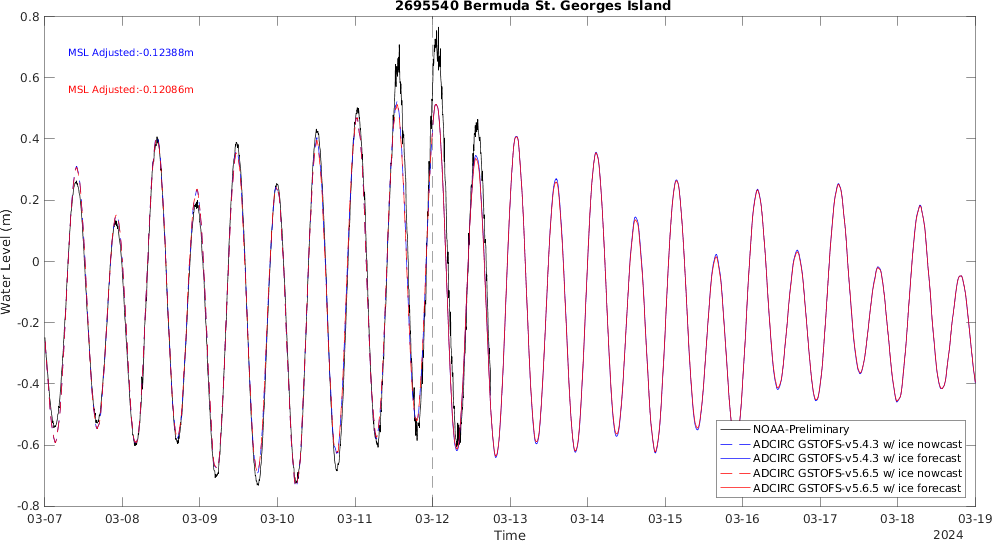 2695540 Bermuda St. Georges Island
MSL Adjusted:-0.12388m
MSL Adjusted:-0.12086m
Water Level (m)
0.8
0.6
0.4
0.2
0
-0.2
-0.4
-0.6
-0.8
NOAA-Preliminary
ADCIRC GSTOFS-v5.4.3 w/ ice nowcast
ADCIRC GSTOFS-v5.4.3 w/ ice forecast
ADCIRC GSTOFS-v5.6.5 w/ ice nowcast
ADCIRC GSTOFS-v5.6.5 w/ ice forecast
03-07 03-08 03-09 03-10 03-11 03-12 03-13 03-14 03-15 03-16 03-17 03-18 03-19
Time
2024